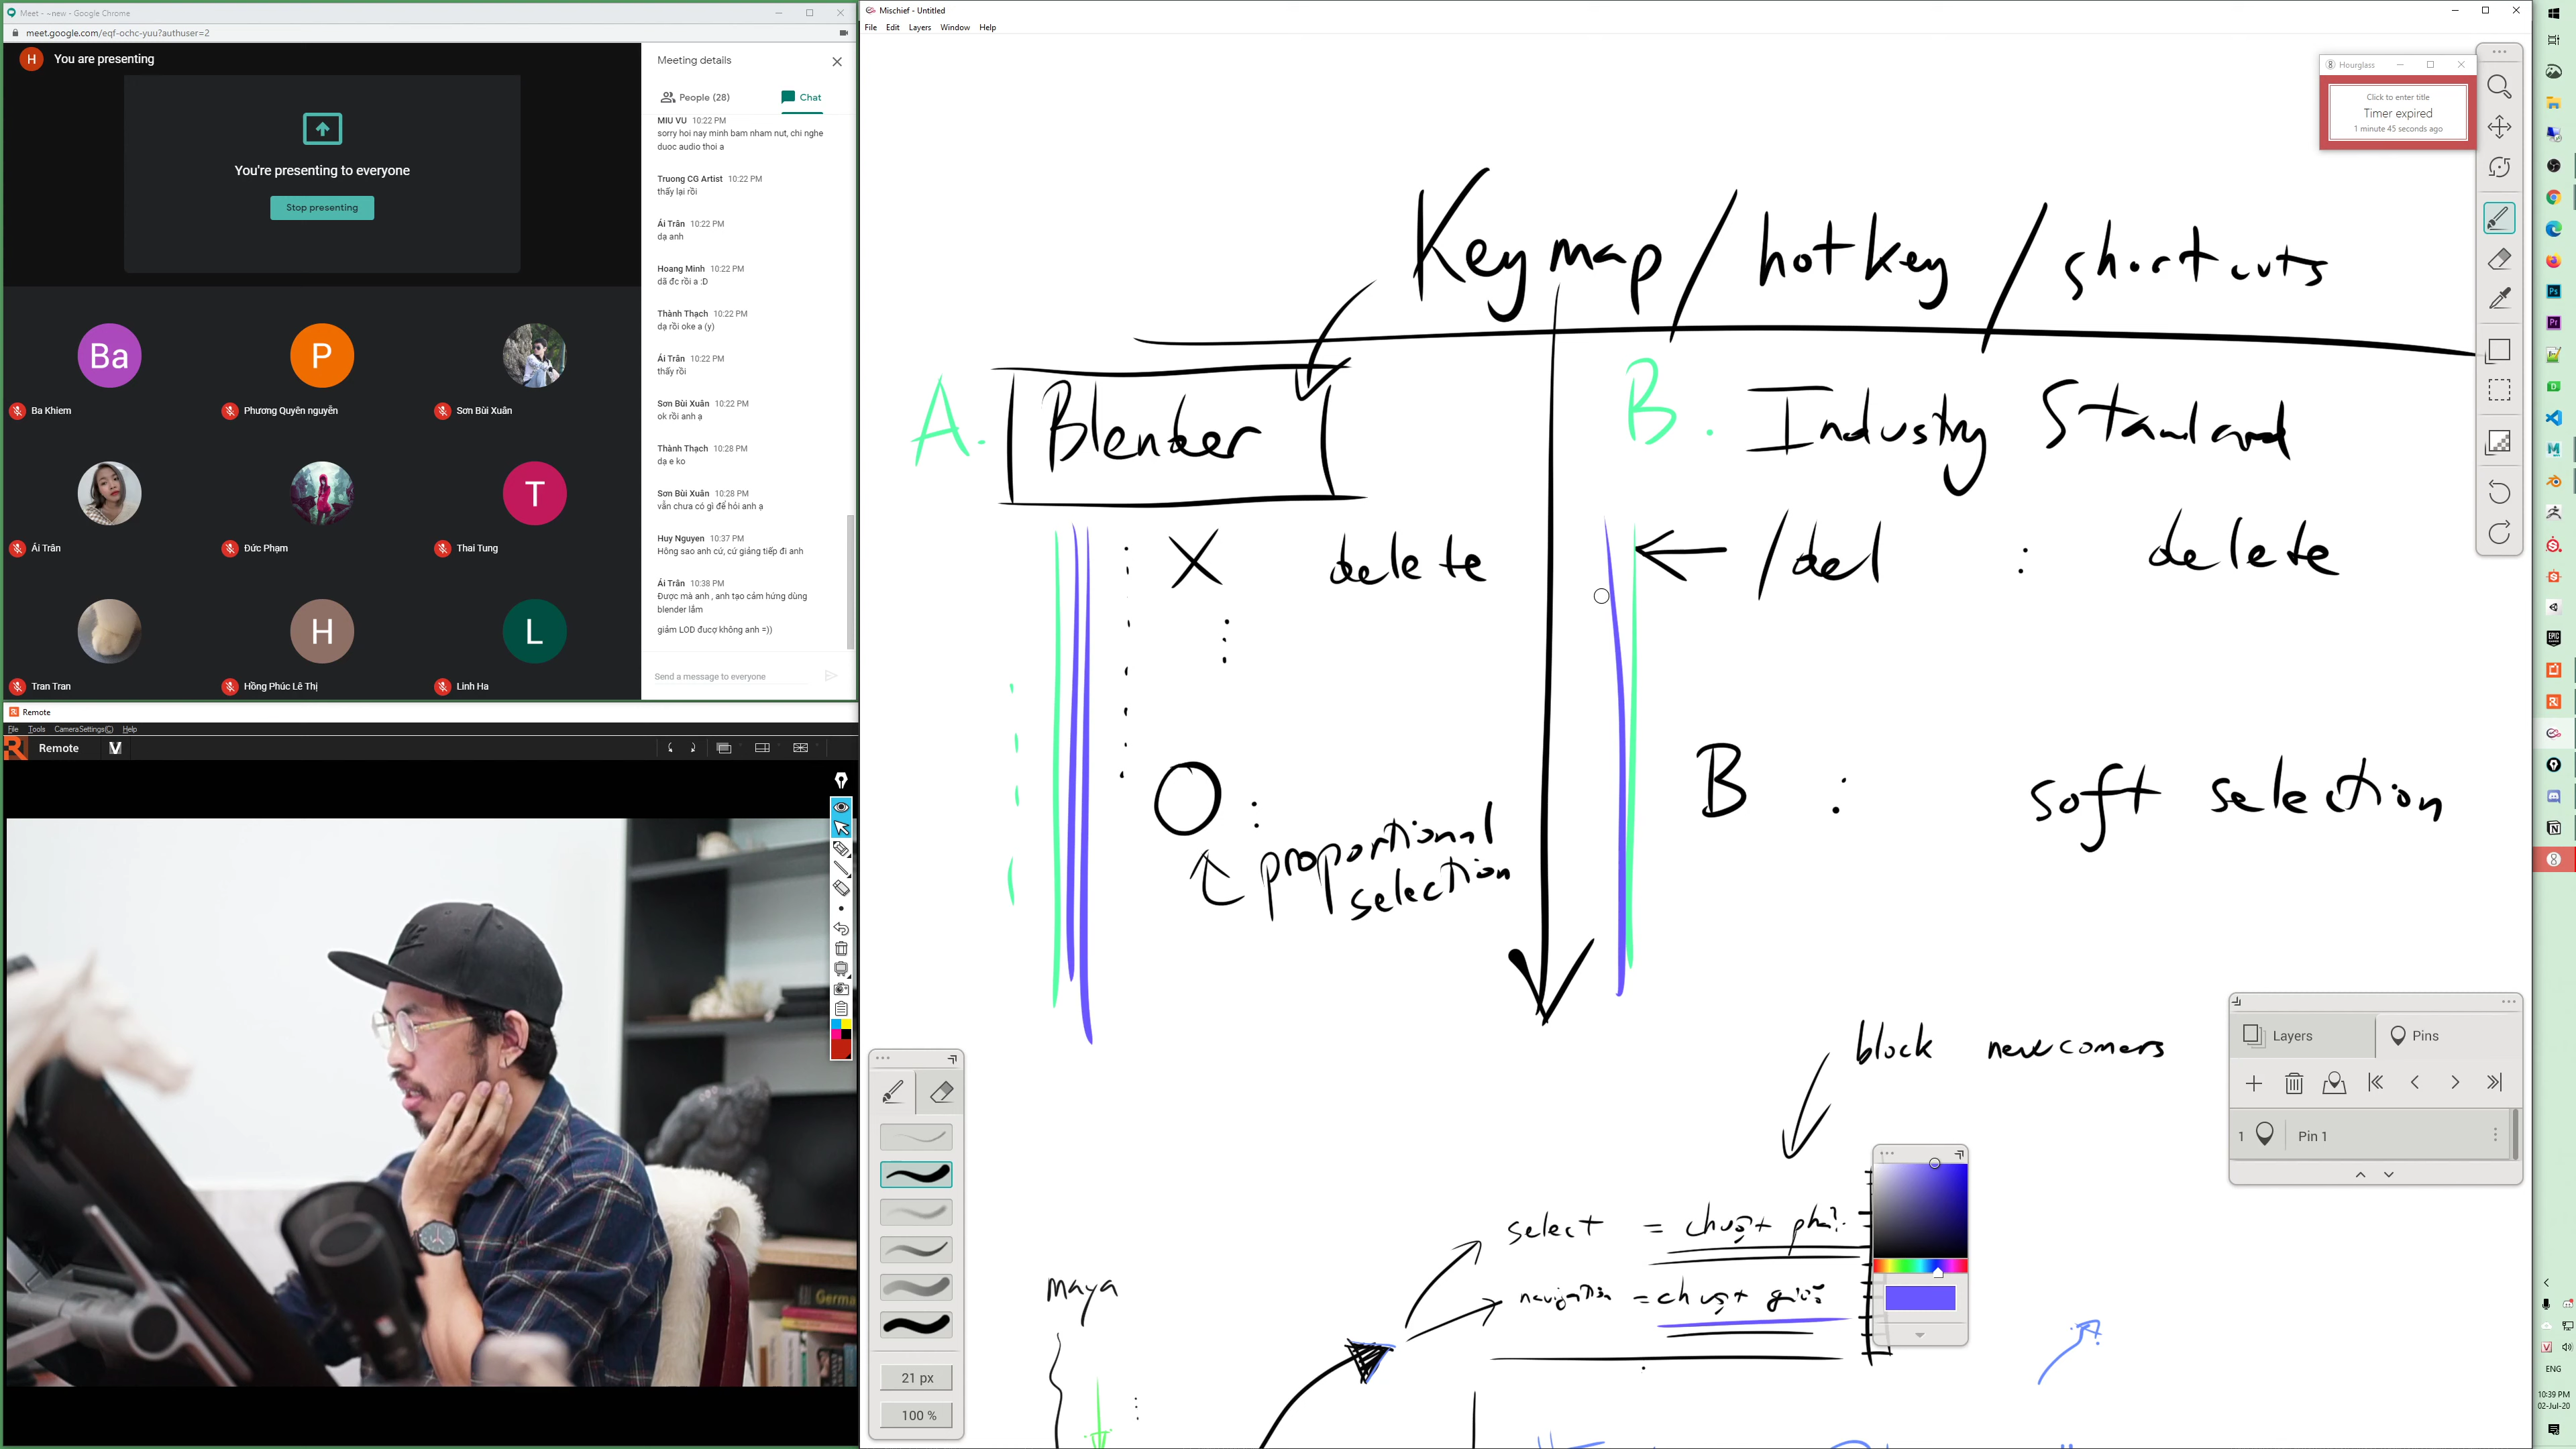 Meet - ~new - Google Chrome
meet.google.com/eqf-ochc-yuu?authuser=2
H You are presenting
You're presenting to everyone
Stop presenting
Ba
P
Ba Khiem
Phương Quyên nguyễn
Sơn Bùi Xuân
T
Ái Trân
Đức Phạm
Thai Tung
H
L
Tran Tran
Hồng Phúc Lê Thị
Linh Ha
Meeting details
People (28)
Chat
MIU VU 10:22 PM
sorry hoi nay minh bam nham nut, chi nghe
duoc audio thoi a
Truong CG Artist 10:22 PM
thấy lại rồi
Ái Trân 10:22 PM
dạ anh
Hoang Minh 10:22 PM
dã đc rồi a :D
Thành Thạch 10:22 PM
dạ rồi oke a (y)
Ái Trân 10:22 PM
thấy rồi
Sơn Bùi Xuân 10:22 PM
ok rồi anh ạ
Thành Thạch 10:28 PM
dạ e ko
Sơn Bùi Xuân 10:28 PM
vẫn chưa có gì để hỏi anh ạ
Huy Nguyen 10:37 PM
Hông sao anh cứ, cứ giảng tiếp đi anh
Ái Trân 10:38 PM
Được mà anh , anh tạo cảm hứng dùng
blender lắm
giảm LOD đucợ không anh =))
Send a message to everyone
Remote
File Tools CameraSettings(C) Help
Remote
Germa
Mischief - Untitled
File Edit Layers Window Help
Hourglass
Click to enter title
Timer expired
1 minute 45 seconds ago
Keymap / hotkey / shortcuts
A. Blender
B. Industry Standard
X delete
← /del : delete
O : proportional
selection
B : soft selection
block newcomers
select = chuột phải
navigation = chuột giữa
maya
21 px
100 %
Layers
Pins
1 Pin 1
ENG
10:39 PM
02-Jul-20